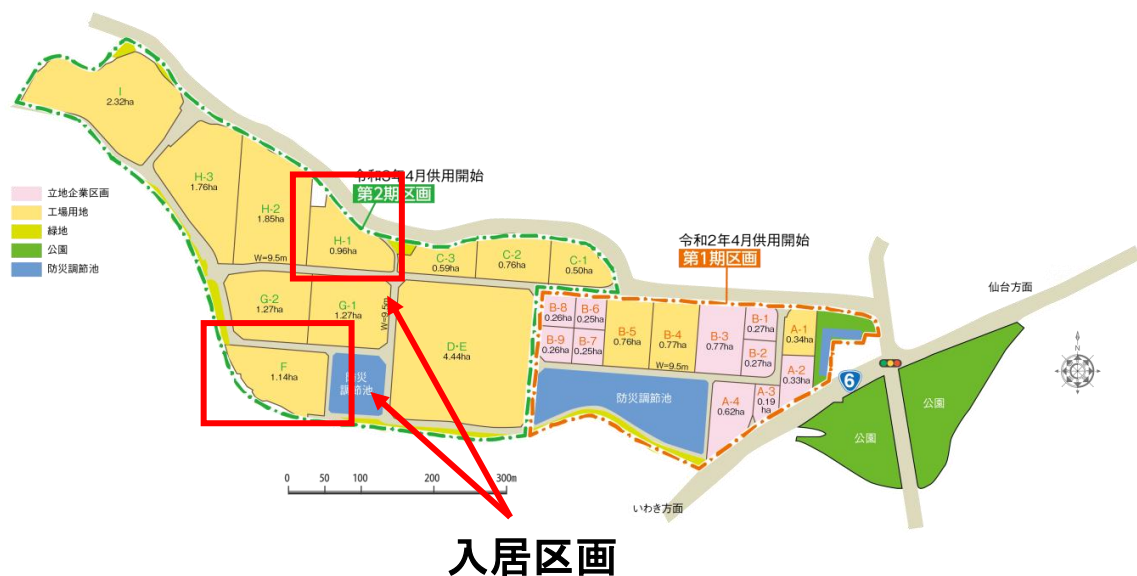 I
2.32ha
H-3
1.76ha
H-2
1.85ha
令和3年4月供用開始
第2期区画
H-1
0.96ha
W=9.5m
立地企業区画
工場用地
緑地
公園
防災調節池
C-3
0.59ha
C-2
0.76ha
C-1
0.50ha
令和2年4月供用開始
第1期区画
仙台方面
G-2
1.27ha
G-1
1.27ha
W=9.5m
D・E
4.44ha
F
1.14ha
防災
調節池
B-8
0.26ha
B-6
0.25ha
B-9
0.26ha
B-7
0.25ha
B-5
0.76ha
B-4
0.77ha
W=9.5m
B-3
0.77ha
B-1
0.27ha
B-2
0.27ha
A-1
0.34ha
A-2
0.33ha
A-3
0.19
ha
A-4
0.62ha
防災調節池
6
公園
公園
N
0 50 100 200 300m
いわき方面
入居区画